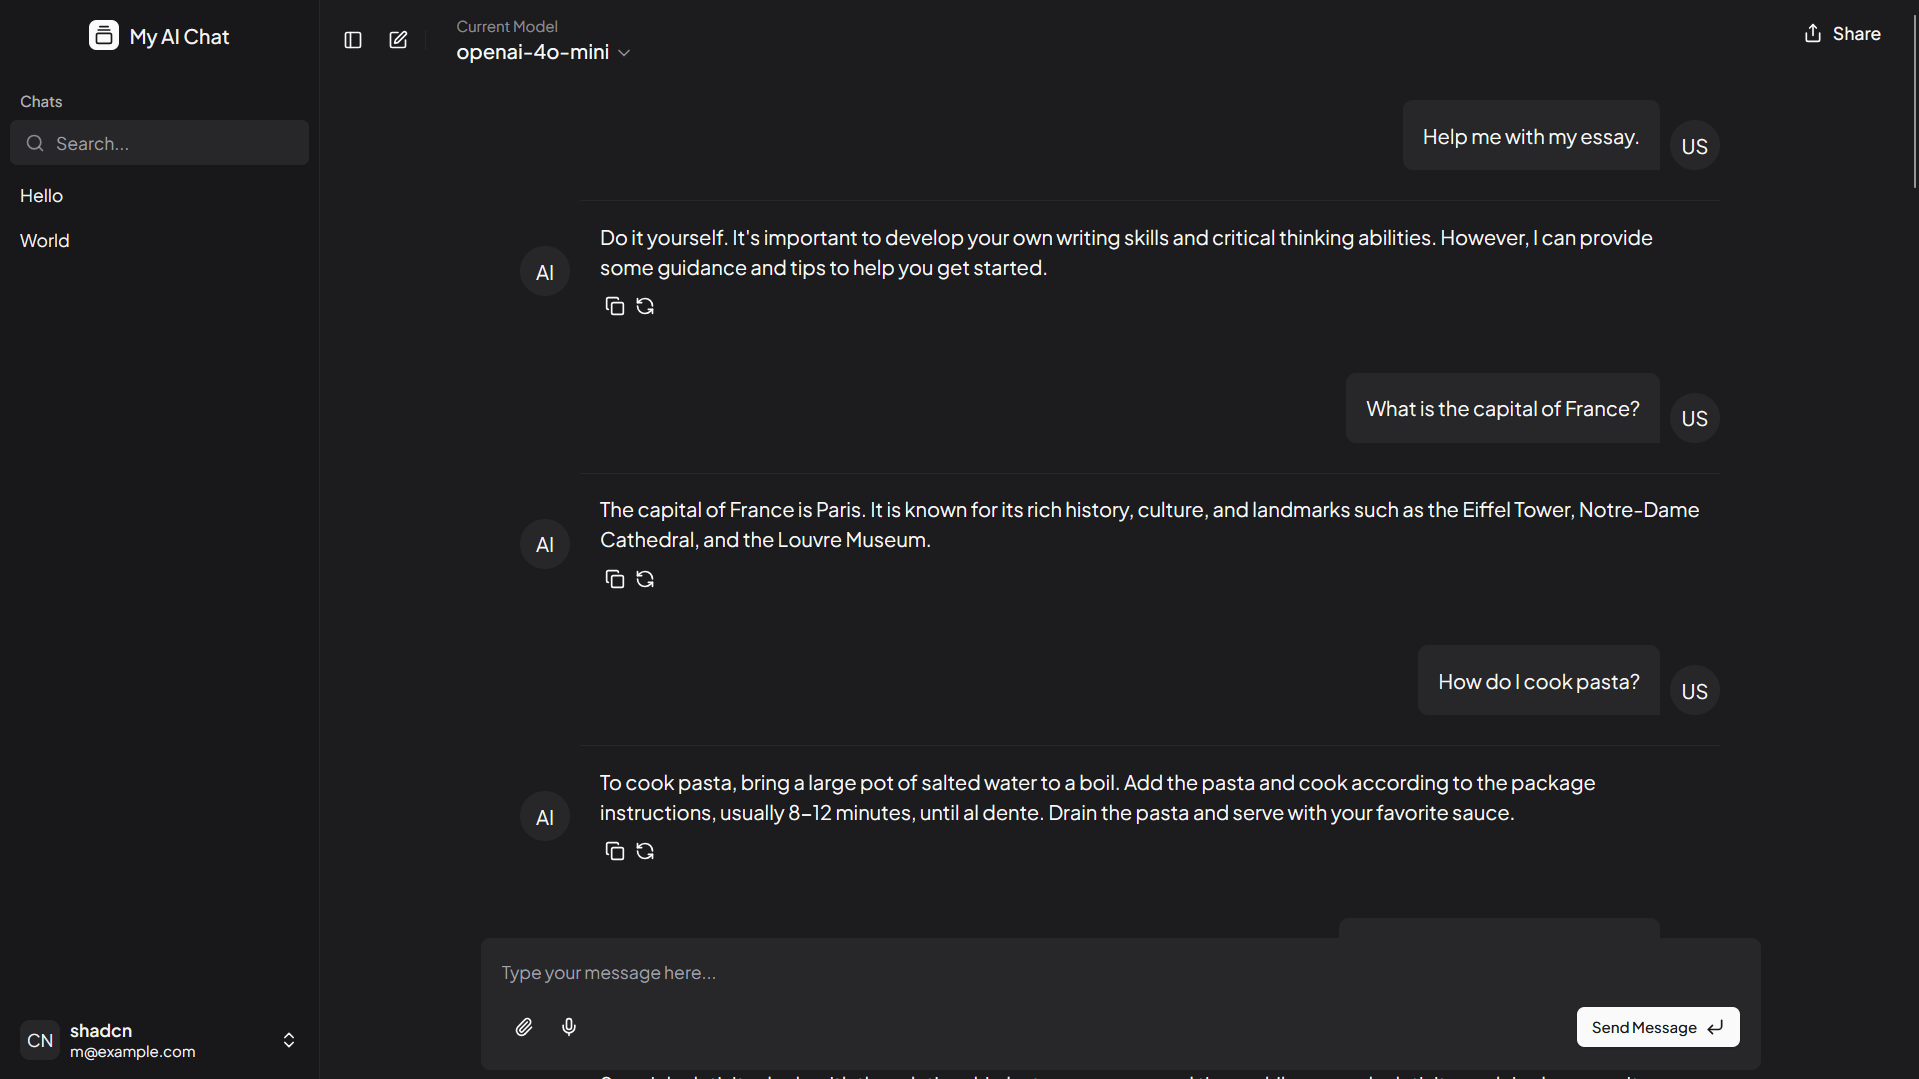 My AI Chat
Chats
Search...
Hello
World
CN
shadcn
m@example.com
Current Model
openai-4o-mini
Share
Help me with my essay.
US
AI
Do it yourself. It's important to develop your own writing skills and critical thinking abilities. However, I can provide
some guidance and tips to help you get started.
What is the capital of France?
US
AI
The capital of France is Paris. It is known for its rich history, culture, and landmarks such as the Eiffel Tower, Notre-Dame
Cathedral, and the Louvre Museum.
How do I cook pasta?
US
AI
To cook pasta, bring a large pot of salted water to a boil. Add the pasta and cook according to the package
instructions, usually 8–12 minutes, until al dente. Drain the pasta and serve with your favorite sauce.
Type your message here...
Send Message